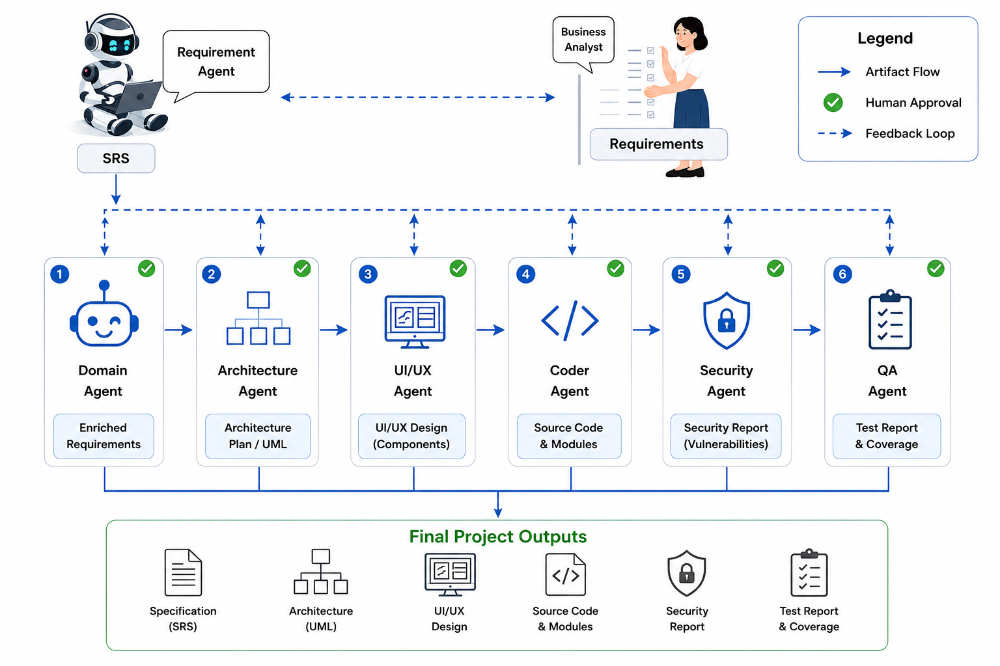 Requirement
Agent
Business
Analyst
Legend
Artifact Flow
Human Approval
Feedback Loop
SRS
Requirements
1
2
3
4
5
6
Domain
Agent
Architecture
Agent
UI/UX
Agent
Coder
Agent
Security
Agent
QA
Agent
Enriched
Requirements
Architecture
Plan / UML
UI/UX Design
(Components)
Source Code
& Modules
Security Report
(Vulnerabilities)
Test Report
& Coverage
Final Project Outputs
Specification
(SRS)
Architecture
(UML)
UI/UX
Design
Source Code
& Modules
Security
Report
Test Report
& Coverage